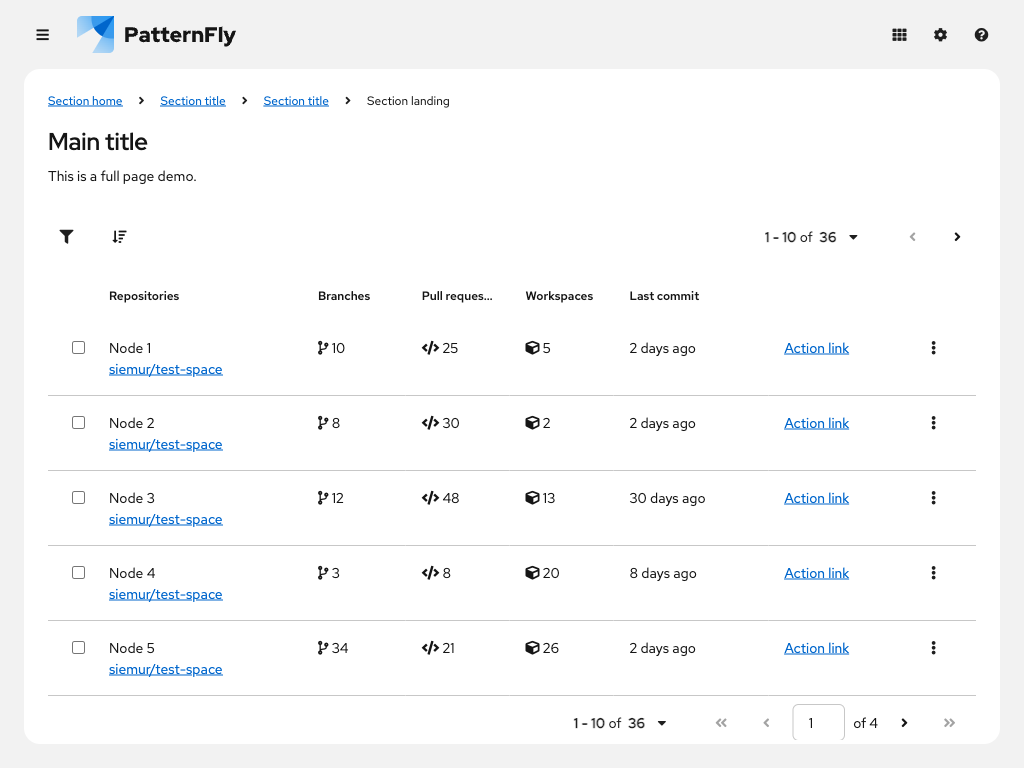 PatternFly
Section home Section title Section title Section landing
Main title
This is a full page demo.
1 - 10 of 36
Repositories Branches Pull reques... Workspaces Last commit
Node 1 10 25 5 2 days ago Action link
siemur/test-space
Node 2 8 30 2 2 days ago Action link
siemur/test-space
Node 3 12 48 13 30 days ago Action link
siemur/test-space
Node 4 3 8 20 8 days ago Action link
siemur/test-space
Node 5 34 21 26 2 days ago Action link
siemur/test-space
1 - 10 of 36 1 of 4